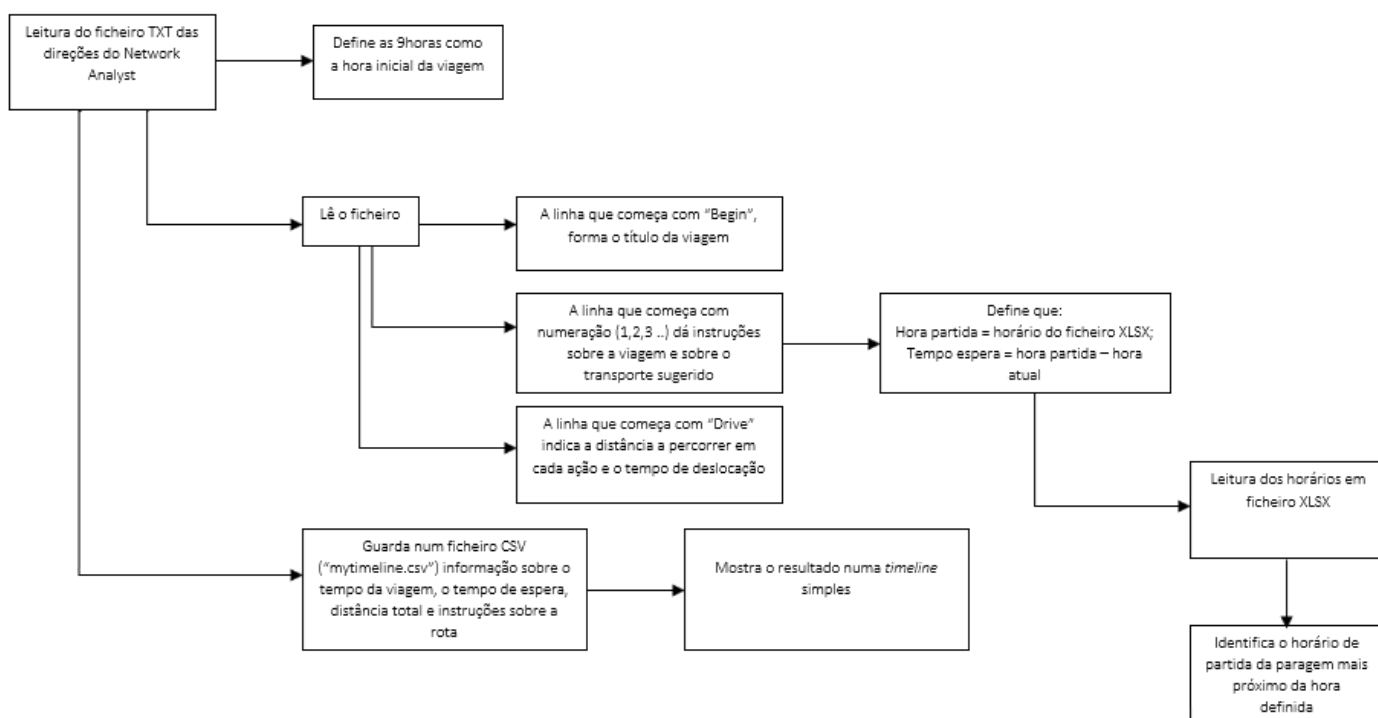 Leitura do ficheiro TXT das
direções do Network
Analyst
Define as 9horas como
a hora inicial da viagem
Lê o ficheiro
A linha que começa com “Begin”,
forma o título da viagem
A linha que começa com
numeração (1,2,3 ..) dá instruções
sobre a viagem e sobre o
transporte sugerido
Define que:
Hora partida = horário do ficheiro XLSX;
Tempo espera = hora partida – hora
atual
A linha que começa com “Drive”
indica a distância a percorrer em
cada ação e o tempo de deslocação
Leitura dos horários em
ficheiro XLSX
Guarda num ficheiro CSV
(“mytimeline.csv”) informação sobre o
tempo da viagem, o tempo de espera,
distância total e instruções sobre a
rota
Mostra o resultado numa timeline
simples
Identifica o horário de
partida da paragem mais
próximo da hora
definida